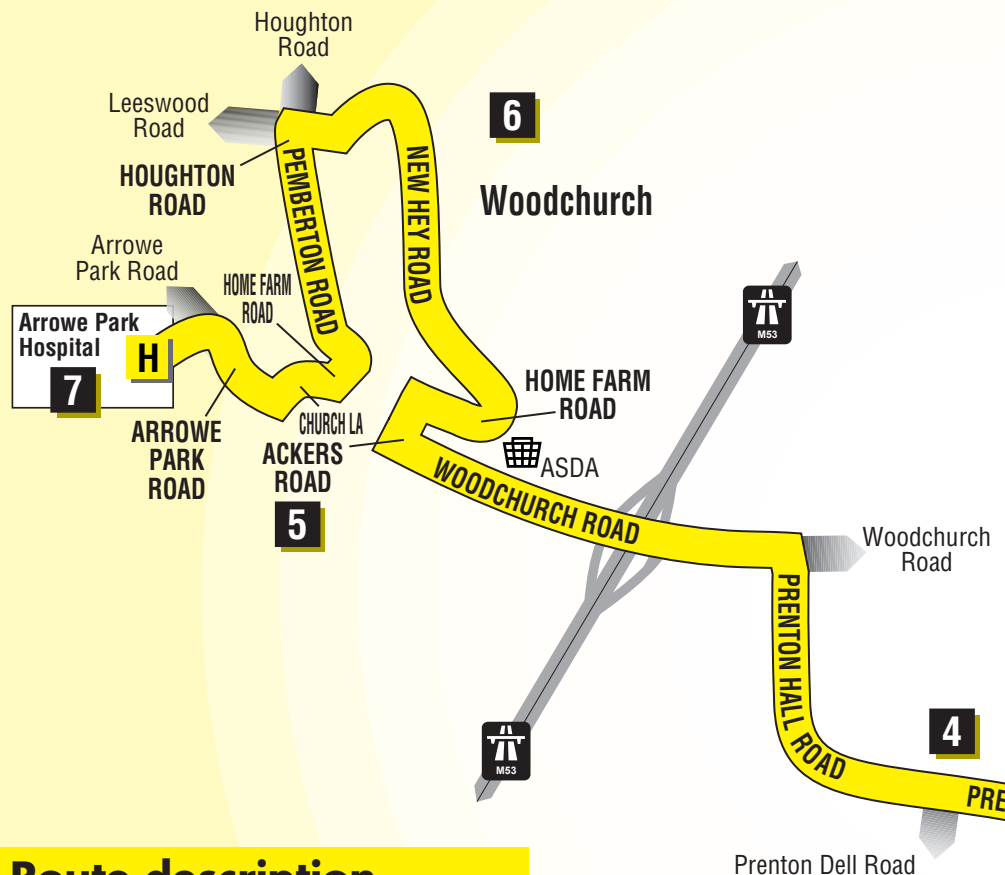 Houghton
Road
Leeswood
Road
6
HOUGHTON
ROAD
PEMBERTON ROAD
NEW HEY ROAD
Woodchurch
Arrowe
Park Road
HOME FARM
ROAD
M53
Arrowe Park
Hospital
H
7
HOME FARM
ROAD
ARROWE
PARK
ROAD
CHURCH LA
ACKERS
ROAD
5
ASDA
WOODCHURCH ROAD
Woodchurch
Road
PRENTON HALL ROAD
4
M53
PRE
Prenton Dell Road
Route description